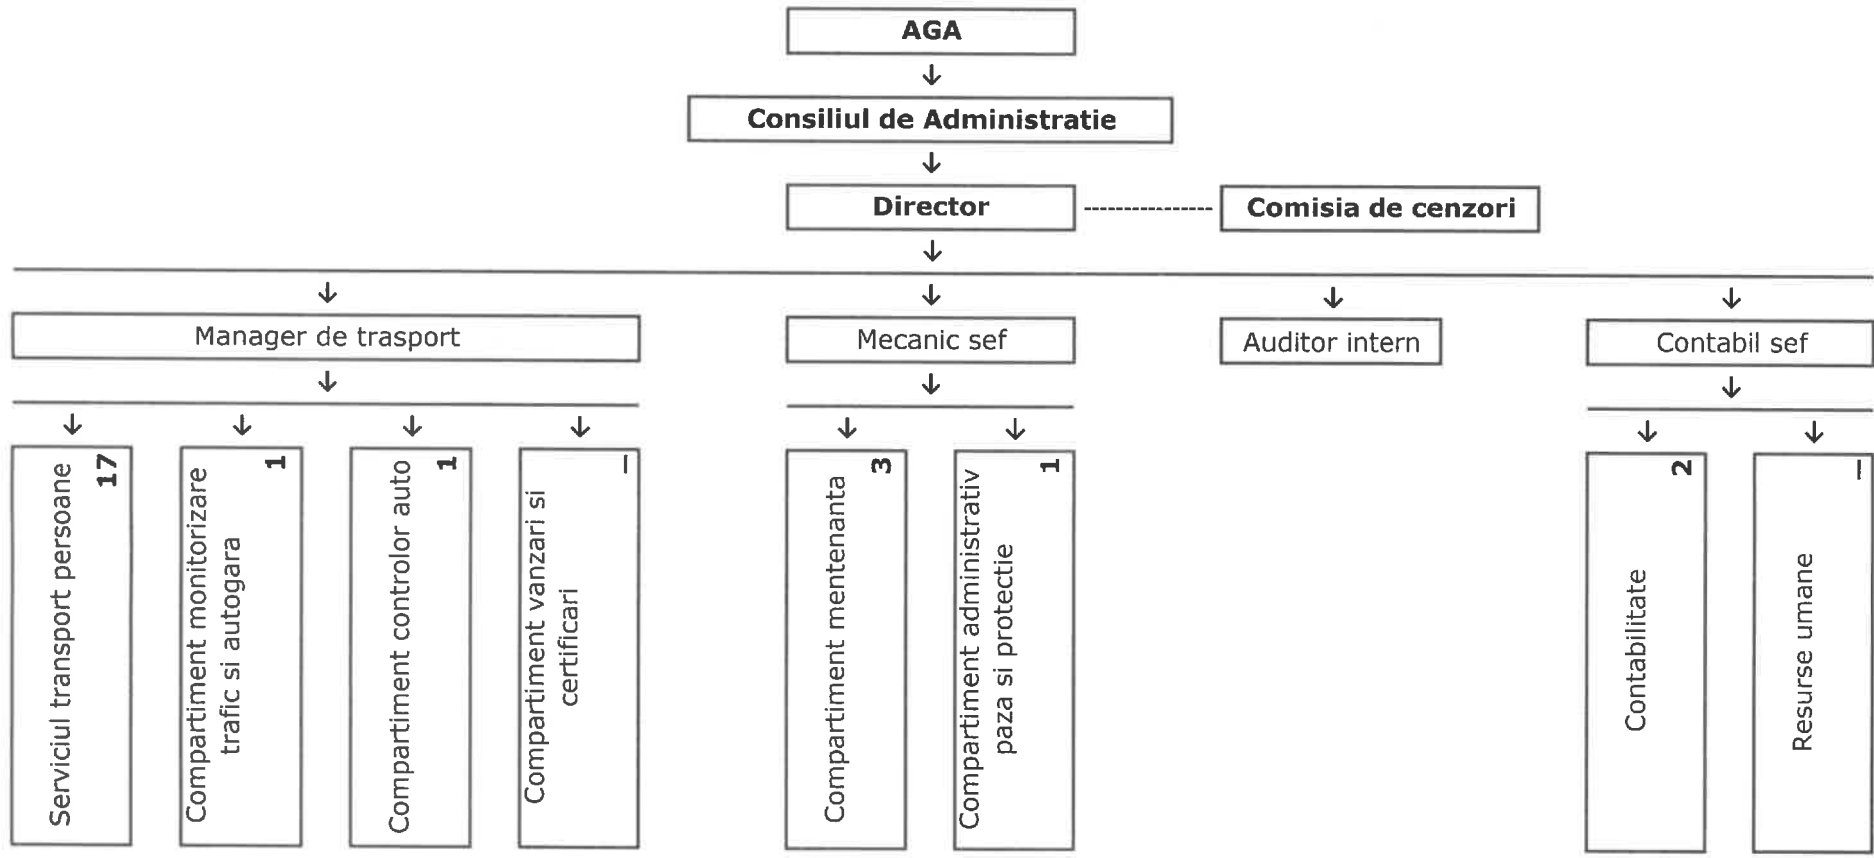 AGA
Consiliul de Administratie
Director
Comisia de cenzori
Manager de trasport
Mecanic sef
Auditor intern
Contabil sef
17
Serviciul transport persoane
1
Compartiment monitorizare
trafic si autogara
1
Compartiment controlor auto
–
Compartiment vanzari si
certificari
3
Compartiment mentenanta
1
Compartiment administrativ
paza si protectie
2
Contabilitate
–
Resurse umane